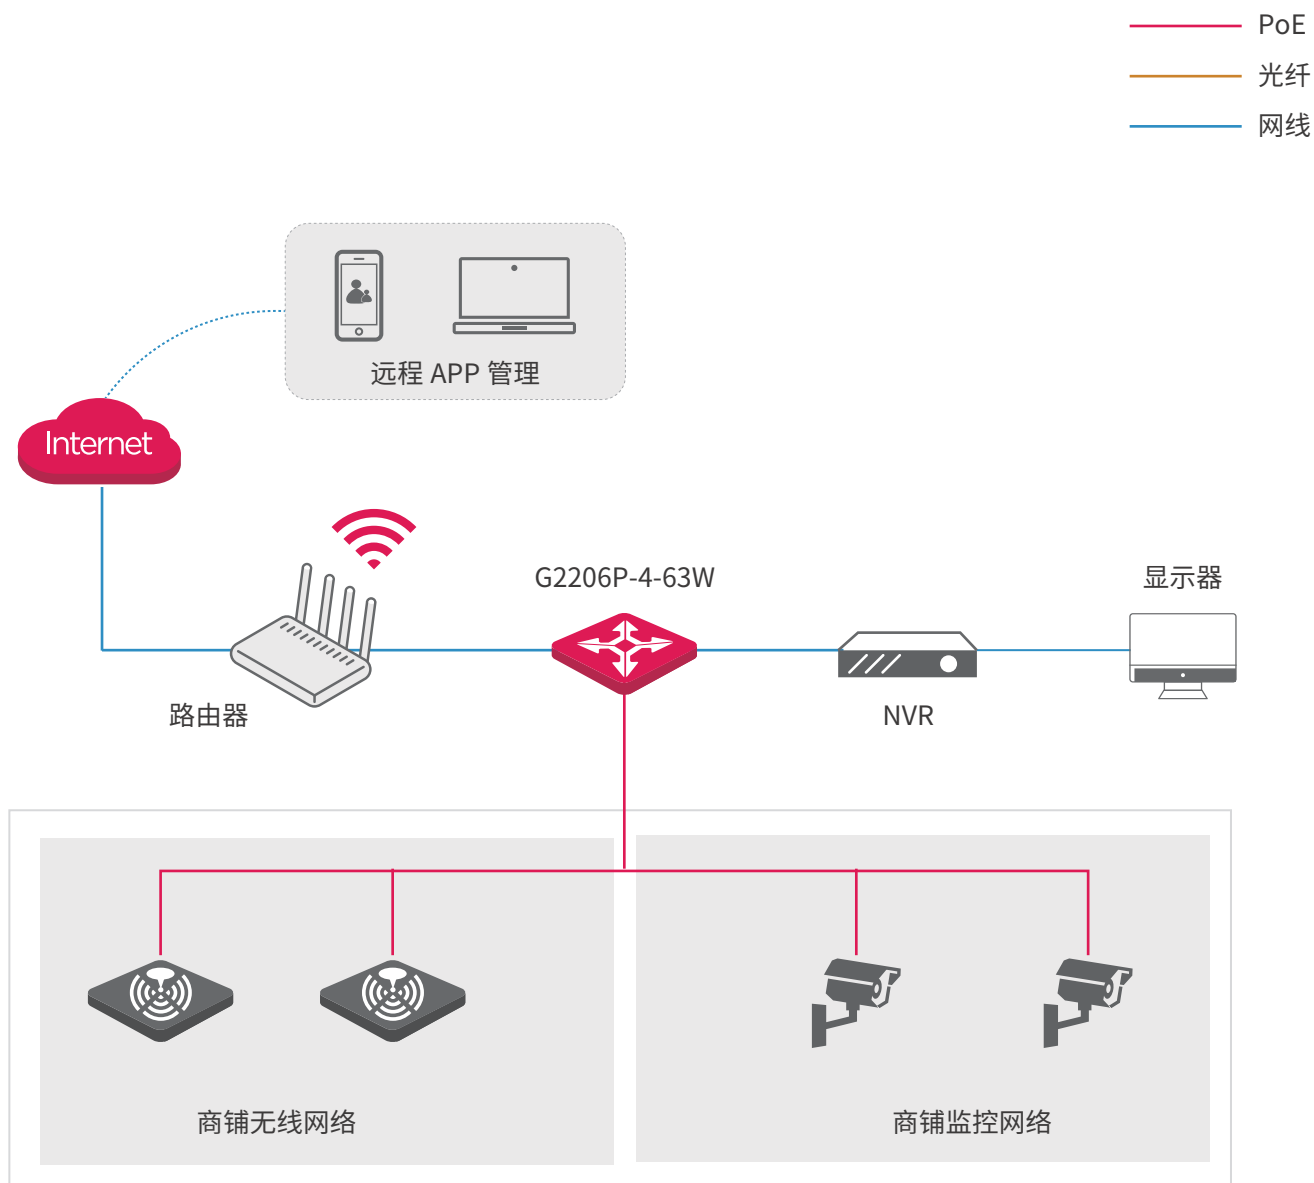 PoE
光纤
网线
远程 APP 管理
Internet
G2206P-4-63W
显示器
路由器
NVR
商铺无线网络
商铺监控网络